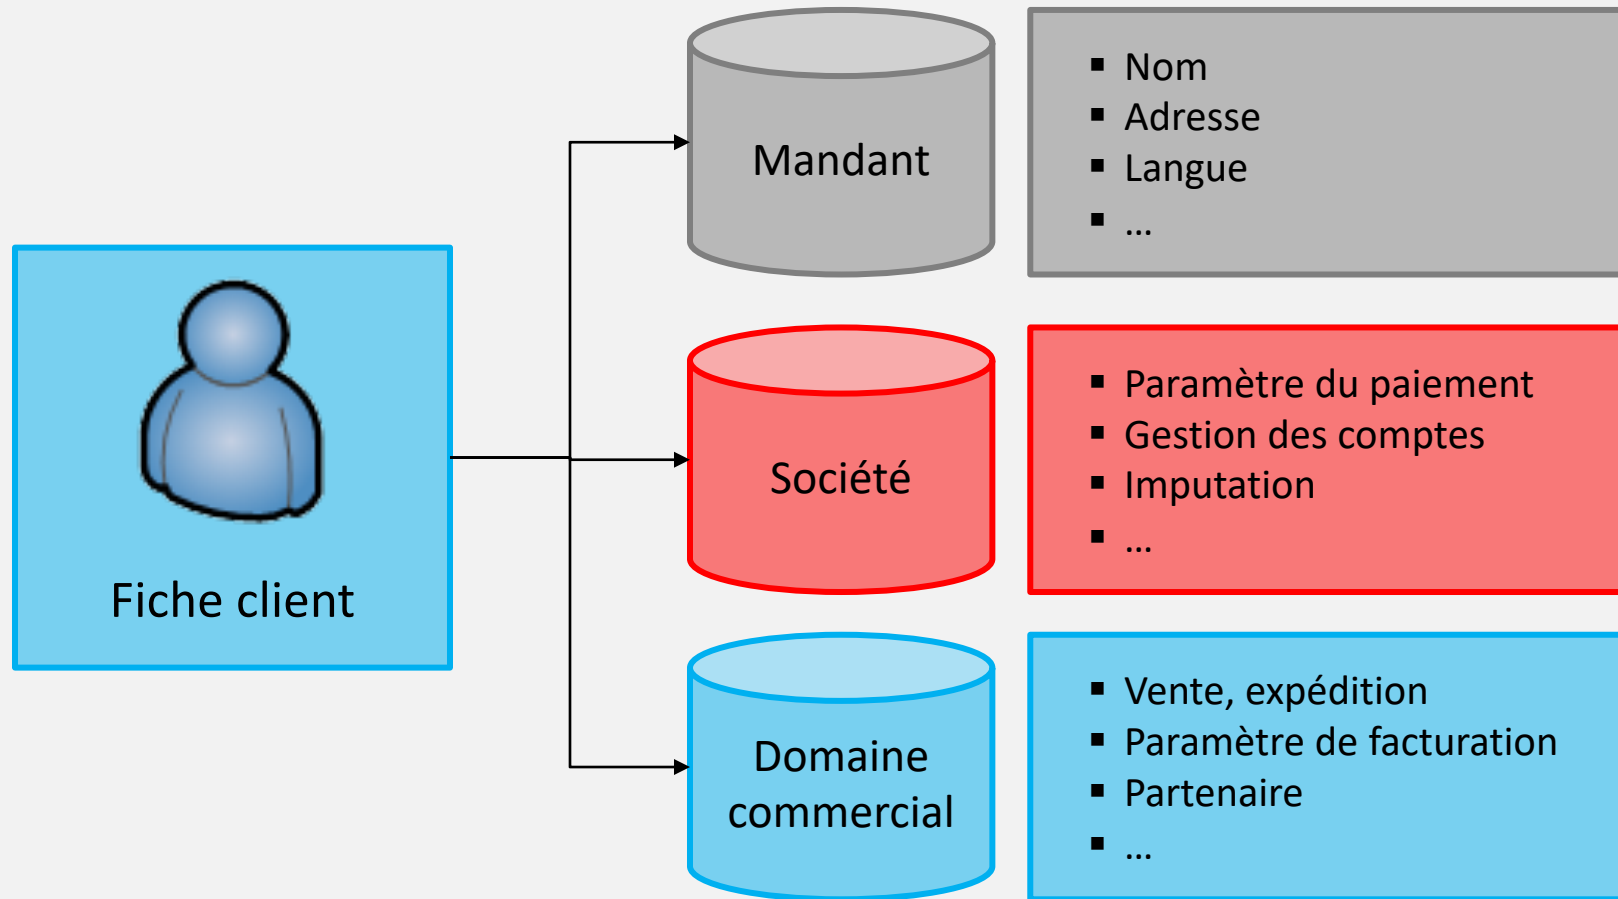 Fiche client
Mandant
▪ Nom
▪ Adresse
▪ Langue
▪ ...
Société
▪ Paramètre du paiement
▪ Gestion des comptes
▪ Imputation
▪ ...
Domaine
commercial
▪ Vente, expédition
▪ Paramètre de facturation
▪ Partenaire
▪ ...